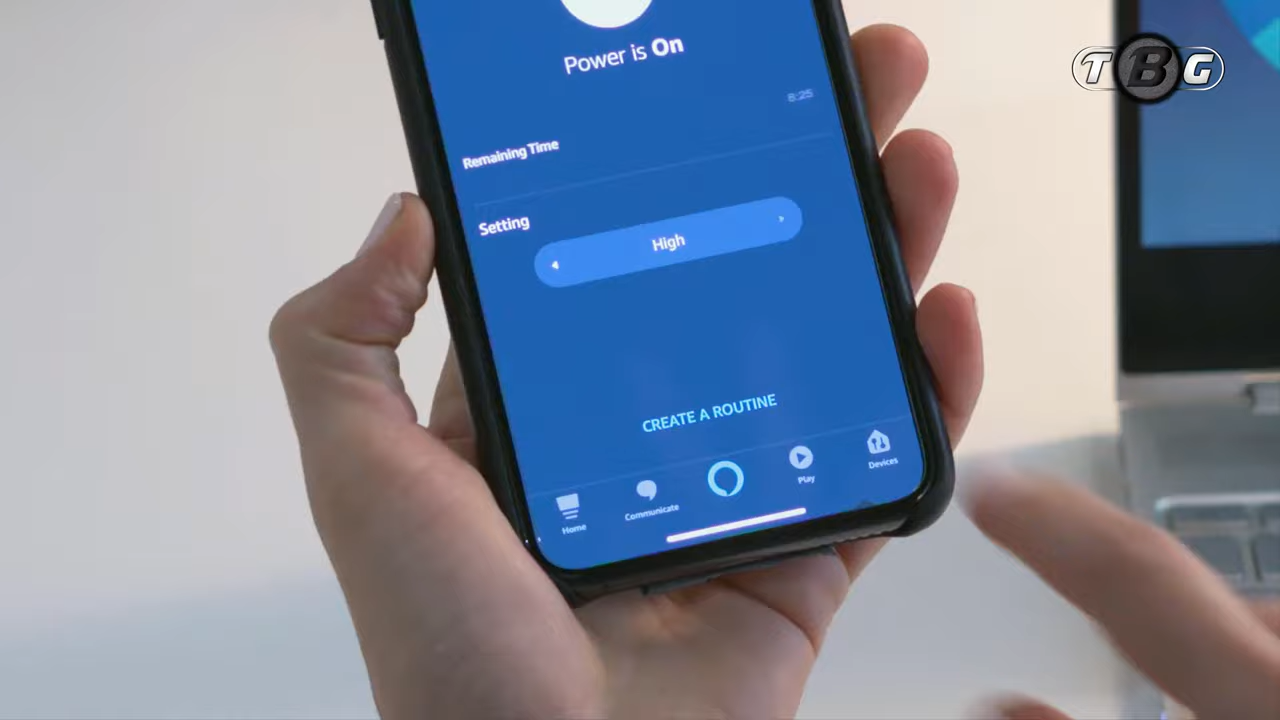 TBG
Power is On
8:25
Remaining Time
Setting
High
CREATE A ROUTINE
Home
Communicate
Play
Devices